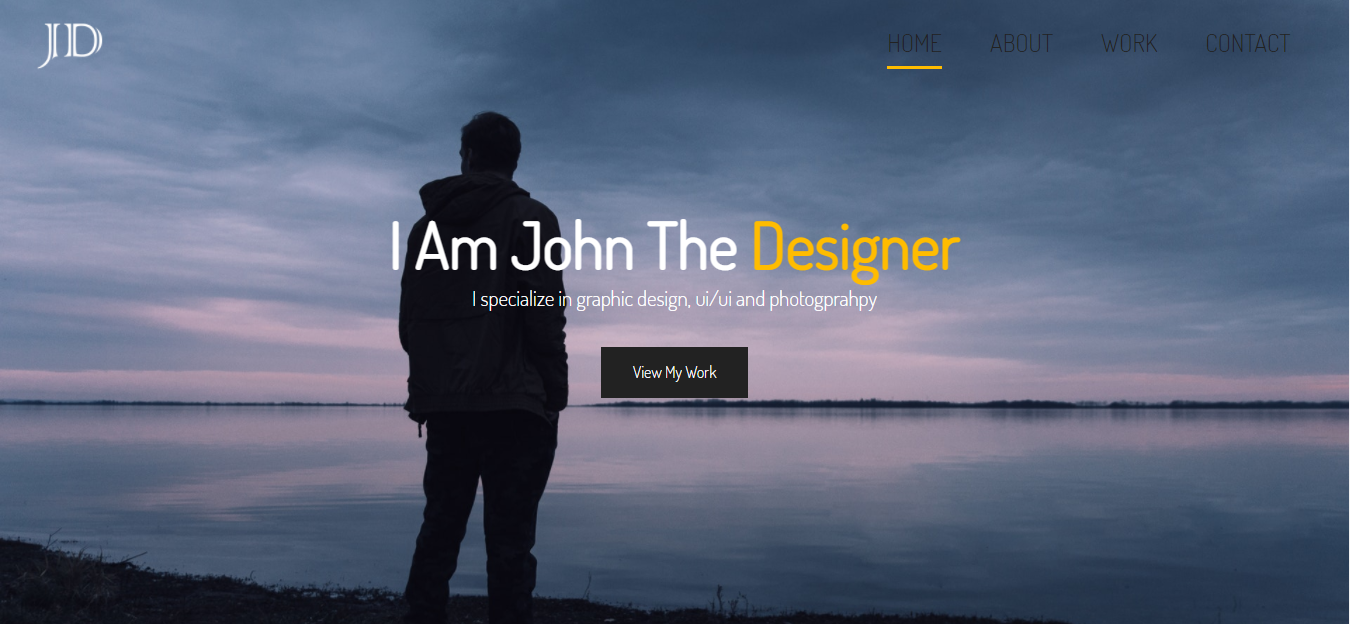 JD
HOME ABOUT WORK CONTACT
I Am John The Designer
I specialize in graphic design, ui/ui and photogprahpy
View My Work